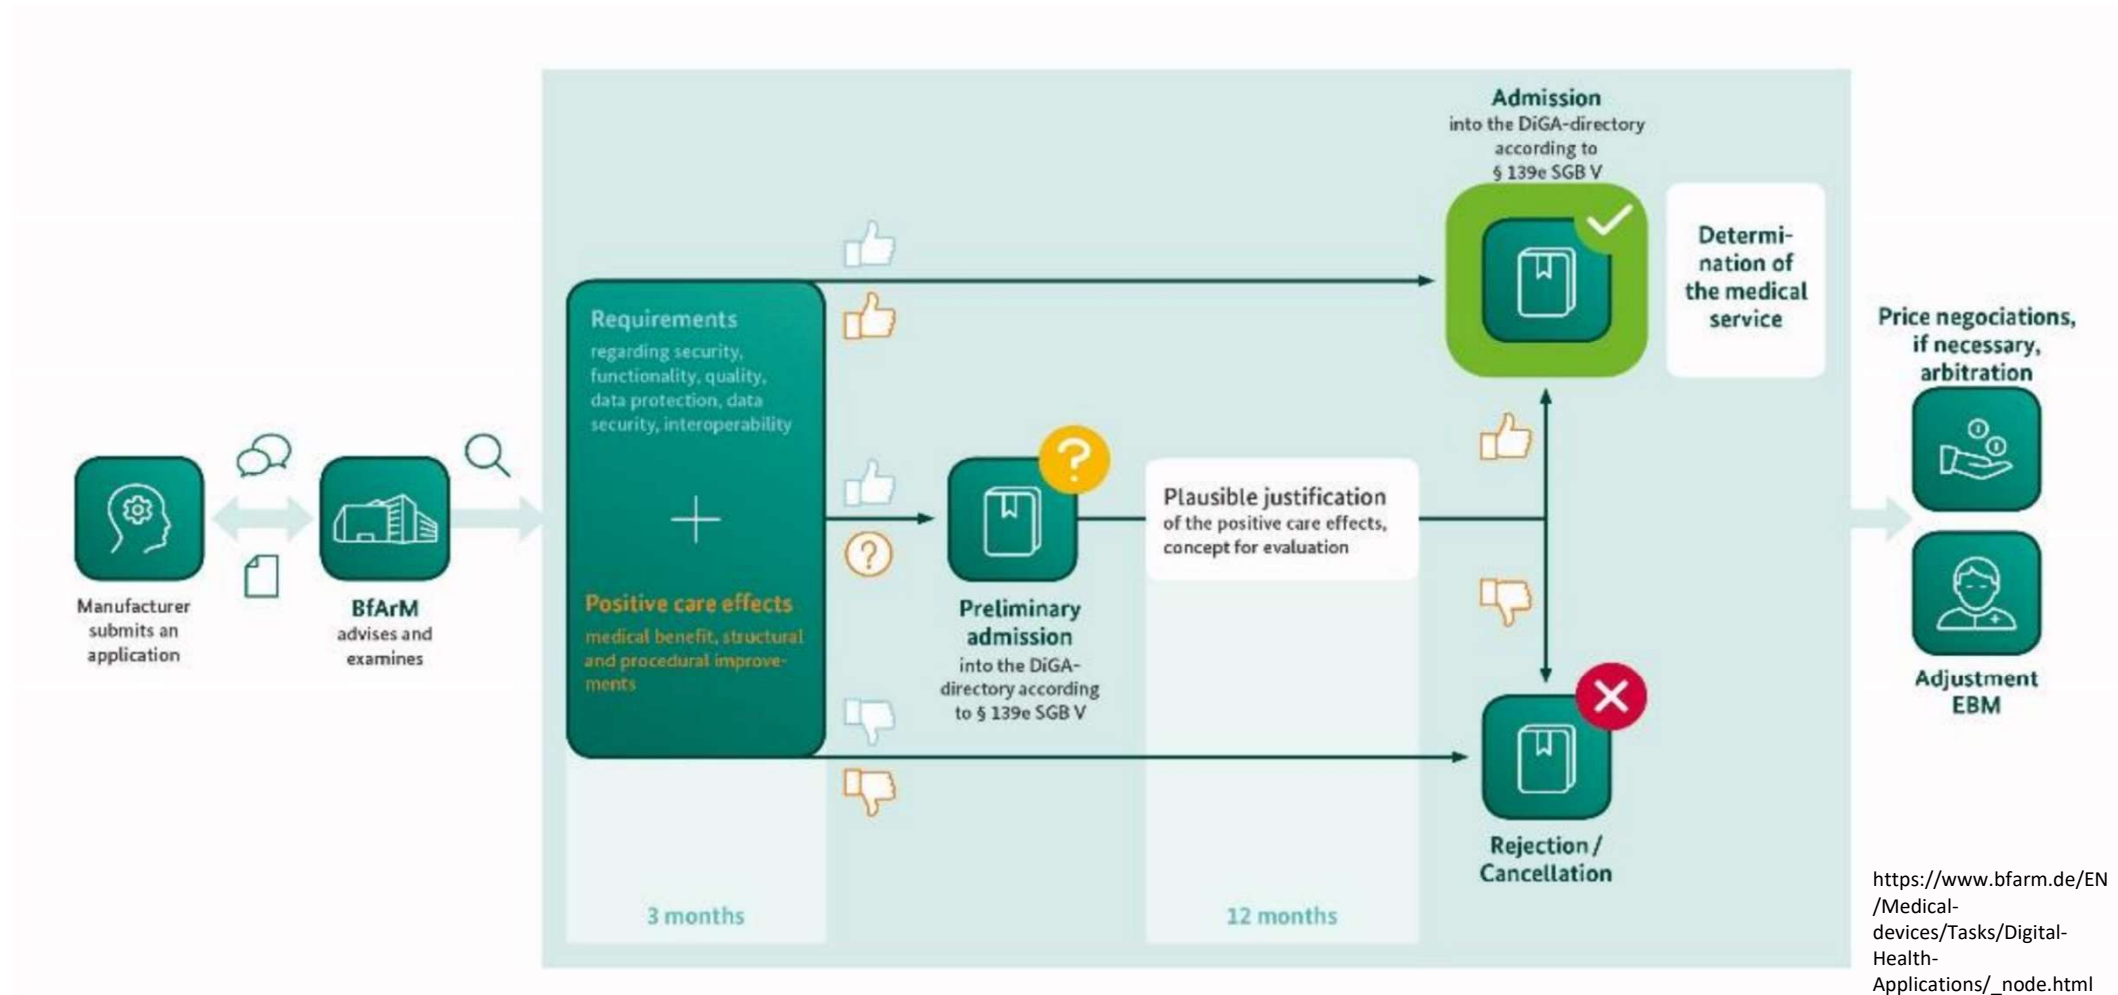 Manufacturer
submits an
application
BfArM
advises and
examines
Requirements
regarding security,
functionality, quality,
data protection, data
security, interoperability
Positive care effects
medical benefit, structural
and procedural improve-
ments
3 months
?
?
Preliminary
admission
into the DiGA-
directory according
to § 139e SGB V
Plausible justification
of the positive care effects,
concept for evaluation
12 months
Admission
into the DiGA-directory
according to
§ 139e SGB V
Determi-
nation of
the medical
service
Rejection /
Cancellation
Price negociations,
if necessary,
arbitration
Adjustment
EBM
https://www.bfarm.de/EN
/Medical-
devices/Tasks/Digital-
Health-
Applications/_node.html